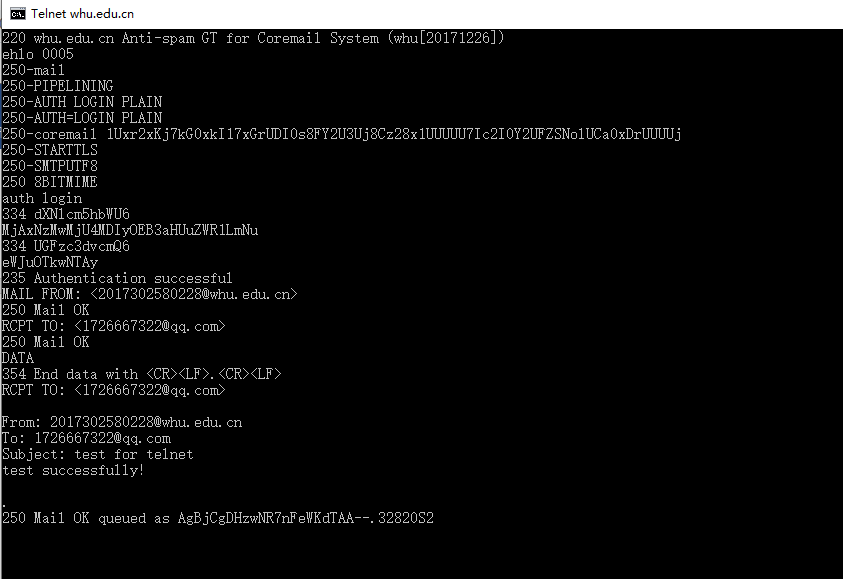 Telnet whu.edu.cn
220 whu.edu.cn Anti-spam GT for Coremail System (whu[20171226])
ehlo 0005
250-mail
250-PIPELINING
250-AUTH LOGIN PLAIN
250-AUTH=LOGIN PLAIN
250-coremail 1Uxr2xKj7kG0xkI17xGrUDI0s8FY2U3Uj8Cz28x1UUUUU7Ic2I0Y2UFZSNolUCa0xDrUUUUj
250-STARTTLS
250-SMTPUTF8
250 8BITMIME
auth login
334 dXNlcm5hbWU6
MjAxNzMwMjU4MDIyOEB3aHUuZWR1LmNu
334 UGFzc3dvcmQ6
eWJuOTkwNTAy
235 Authentication successful
MAIL FROM: <2017302580228@whu.edu.cn>
250 Mail OK
RCPT TO: <1726667322@qq.com>
250 Mail OK
DATA
354 End data with <CR><LF>.<CR><LF>
RCPT TO: <1726667322@qq.com>
From: 2017302580228@whu.edu.cn
To: 1726667322@qq.com
Subject: test for telnet
test successfully!
.
250 Mail OK queued as AgBjCgDHzwNR7nFeWKdTAA--.32820S2